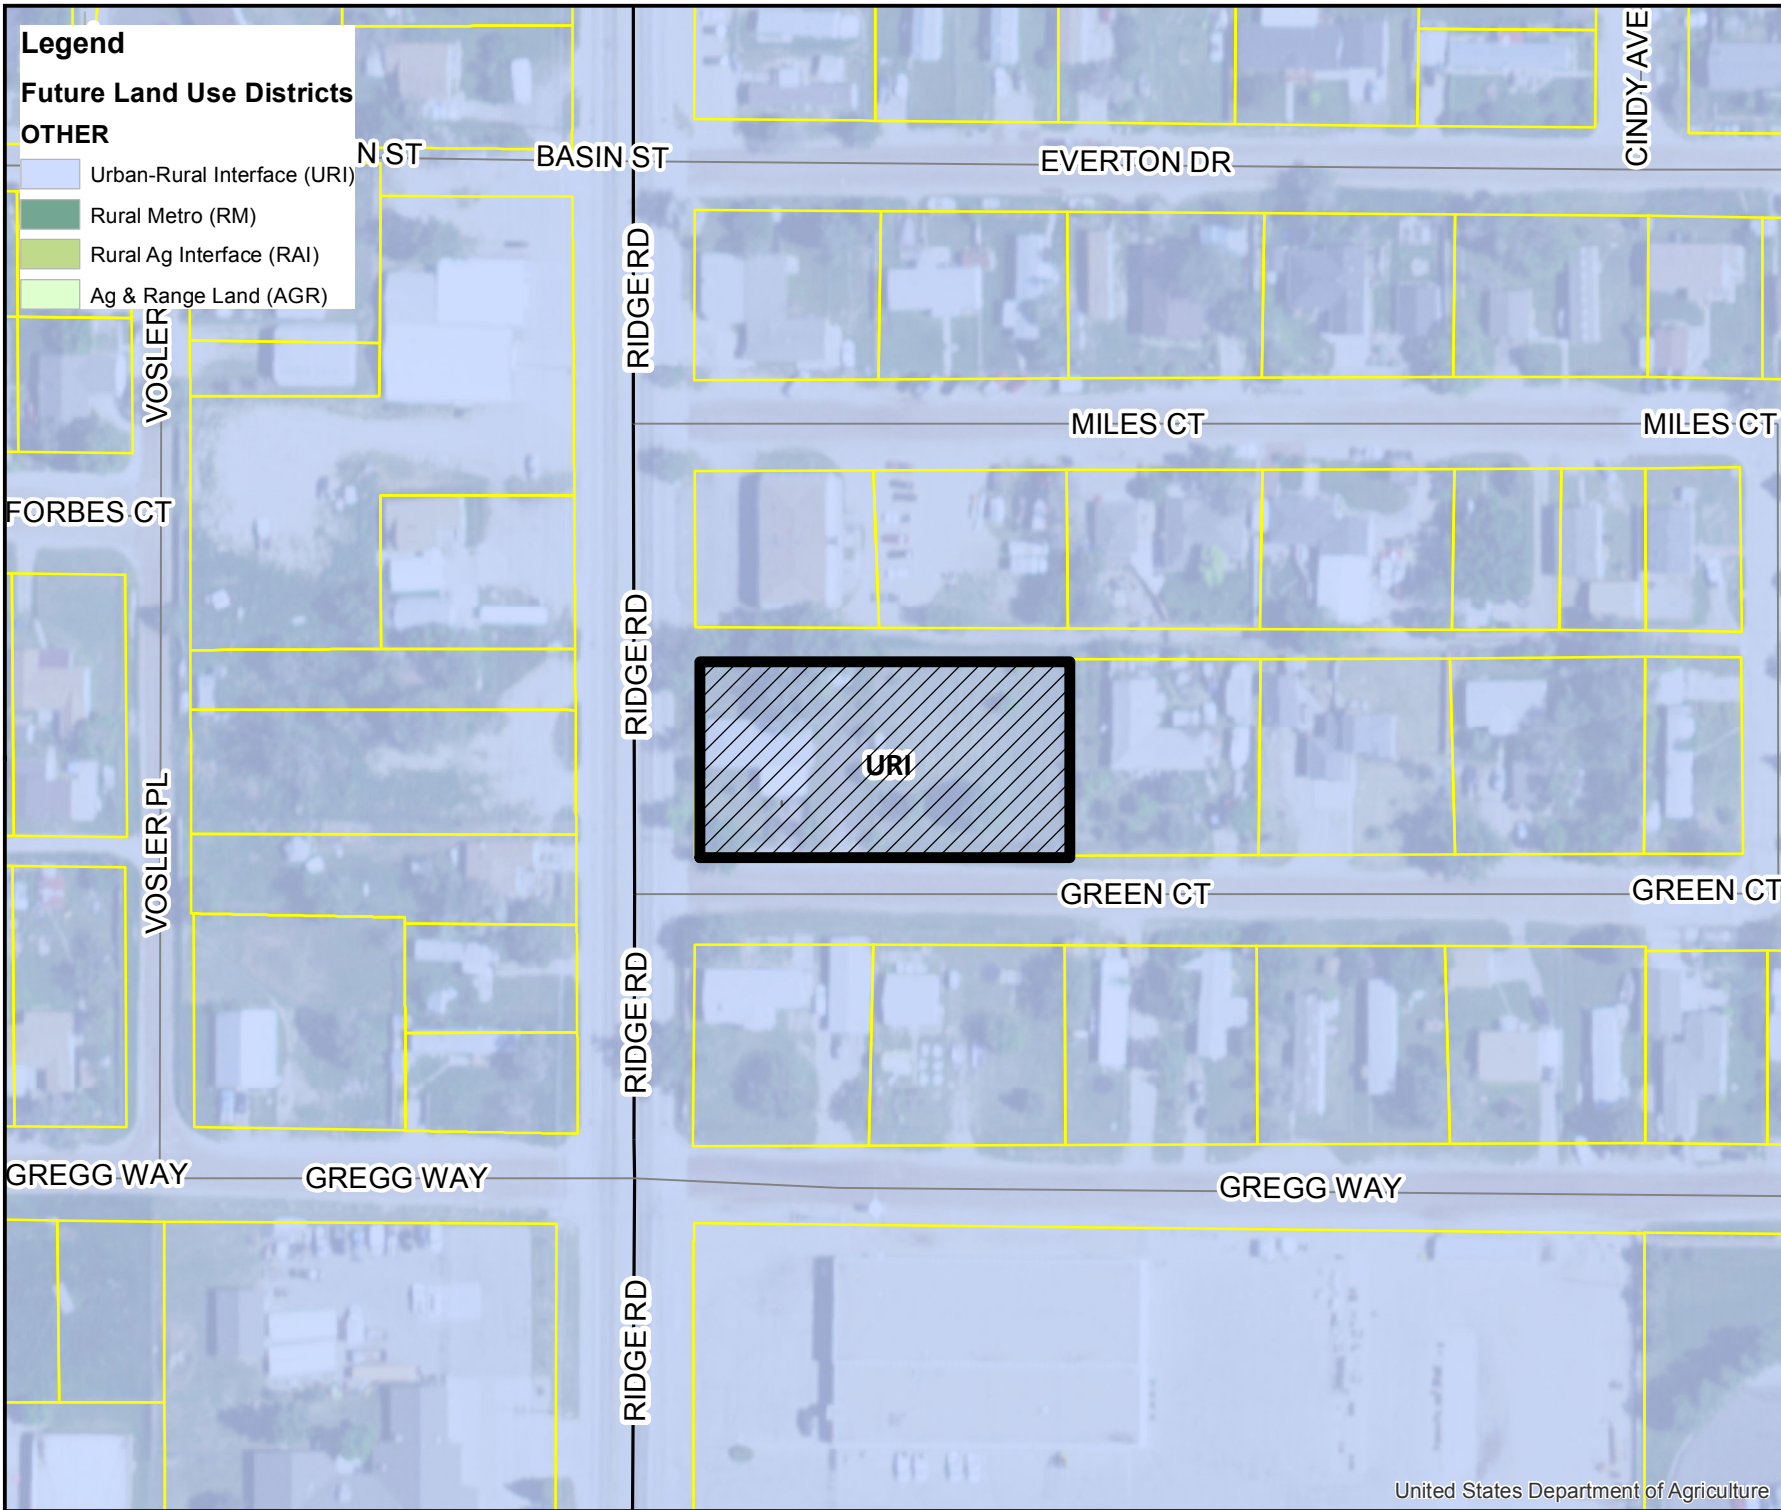 Legend
Future Land Use Districts
OTHER
Urban-Rural Interface (URI)
Rural Metro (RM)
Rural Ag Interface (RAI)
Ag & Range Land (AGR)
CINDY AVE
N ST
BASIN ST
EVERTON DR
RIDGE RD
VOSLER
MILES CT
MILES CT
FORBES CT
RIDGE RD
URI
VOSLER PL
GREEN CT
GREEN CT
RIDGE RD
GREGG WAY
GREGG WAY
GREGG WAY
RIDGE RD
United States Department of Agriculture